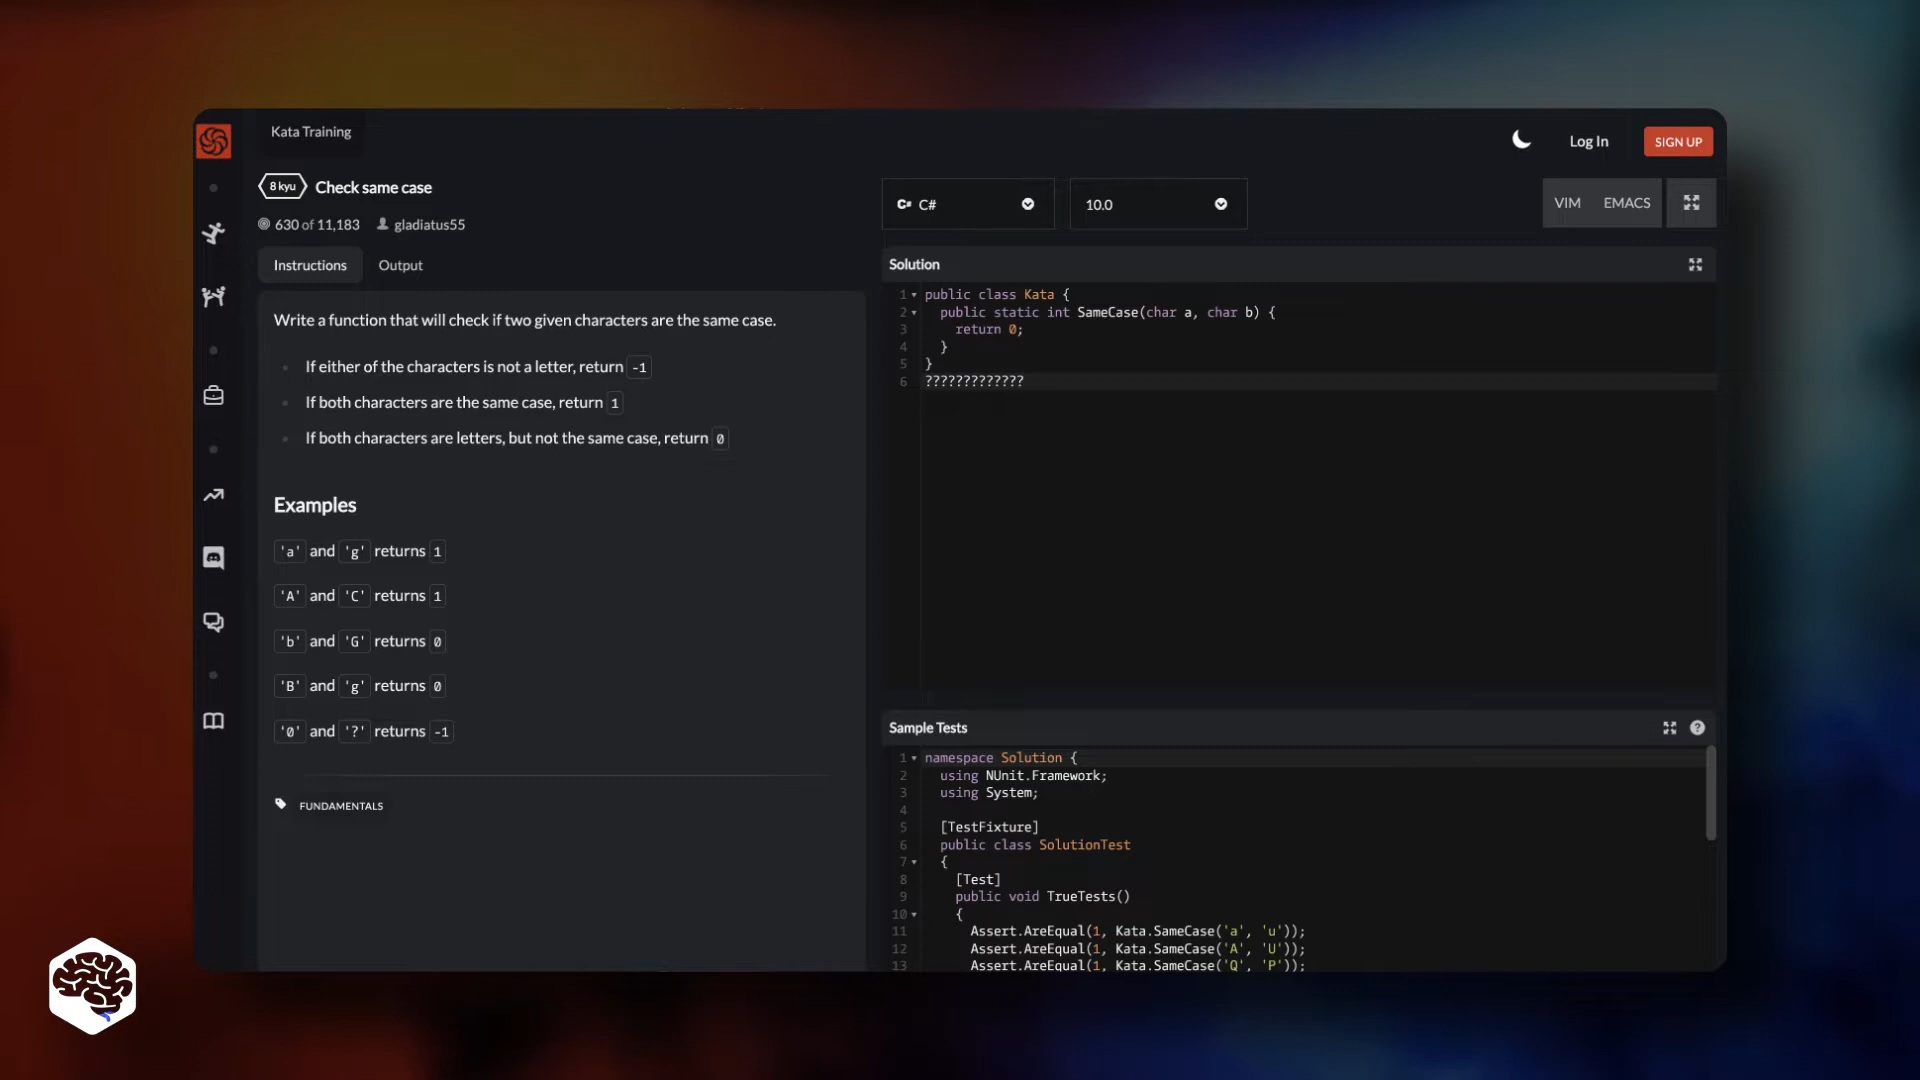 Kata Training
Log In
SIGN UP
8 kyu
Check same case
630 of 11,183
gladiatus55
C# C#
10.0
VIM
EMACS
Instructions
Output
Solution
Write a function that will check if two given characters are the same case.
If either of the characters is not a letter, return -1
If both characters are the same case, return 1
If both characters are letters, but not the same case, return 0
Examples
'a' and 'g' returns 1
'A' and 'C' returns 1
'b' and 'G' returns 0
'B' and 'g' returns 0
'0' and '?' returns -1
FUNDAMENTALS
1 public class Kata {
2 public static int SameCase(char a, char b) {
3 return 0;
4 }
5 }
6 ?????????????
Sample Tests
?
1 namespace Solution {
2 using NUnit.Framework;
3 using System;
4
5 [TestFixture]
6 public class SolutionTest
7 {
8 [Test]
9 public void TrueTests()
10 {
11 Assert.AreEqual(1, Kata.SameCase('a', 'u'));
12 Assert.AreEqual(1, Kata.SameCase('A', 'U'));
13 Assert.AreEqual(1, Kata.SameCase('Q', 'P'));